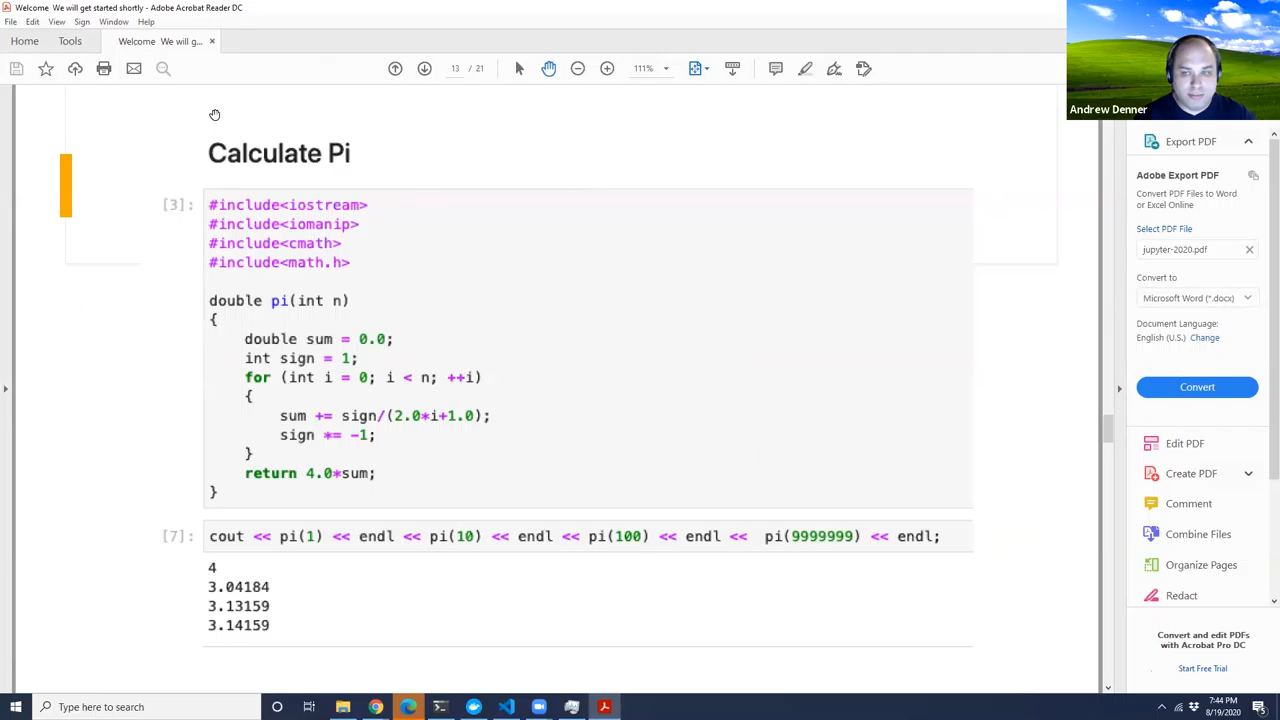 Welcome  We will get started shortly - Adobe Acrobat Reader DC
File Edit View Sign Window Help
Home Tools Welcome  We will g... ×
13 / 21 111%
Andrew Denner
Calculate Pi
[3]:
#include<iostream>
#include<iomanip>
#include<cmath>
#include<math.h>
double pi(int n)
{
    double sum = 0.0;
    int sign = 1;
    for (int i = 0; i < n; ++i)
    {
        sum += sign/(2.0*i+1.0);
        sign *= -1;
    }
    return 4.0*sum;
}
[7]:
cout << pi(1) << endl << pi(10) << endl << pi(100) << endl <<  pi(9999999) << endl;
4
3.04184
3.13159
3.14159
Export PDF
Adobe Export PDF
Convert PDF Files to Word
or Excel Online
Select PDF File
jupyter-2020.pdf
Convert to
Microsoft Word (*.docx)
Document Language:
English (U.S.) Change
Convert
Edit PDF
Create PDF
Comment
Combine Files
Organize Pages
Redact
Convert and edit PDFs
with Acrobat Pro DC
Start Free Trial
Type here to search
7:44 PM
8/19/2020
5